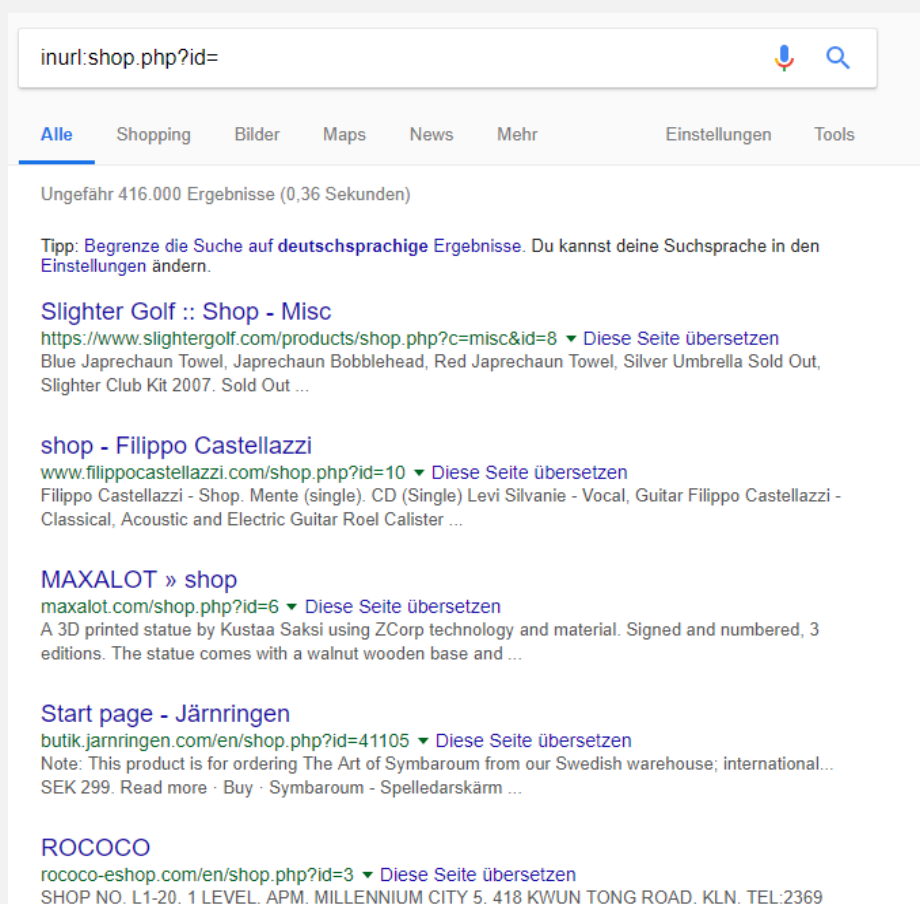 inurl:shop.php?id=
Alle Shopping Bilder Maps News Mehr Einstellungen Tools
Ungefähr 416.000 Ergebnisse (0,36 Sekunden)
Tipp: Begrenze die Suche auf deutschsprachige Ergebnisse. Du kannst deine Suchsprache in den
Einstellungen ändern.
Slighter Golf :: Shop - Misc
https://www.slightergolf.com/products/shop.php?c=misc&id=8 ▼ Diese Seite übersetzen
Blue Japrechaun Towel, Japrechaun Bobblehead, Red Japrechaun Towel, Silver Umbrella Sold Out,
Slighter Club Kit 2007. Sold Out ...
shop - Filippo Castellazzi
www.filippocastellazzi.com/shop.php?id=10 ▼ Diese Seite übersetzen
Filippo Castellazzi - Shop. Mente (single). CD (Single) Levi Silvanie - Vocal, Guitar Filippo Castellazzi -
Classical, Acoustic and Electric Guitar Roel Calister ...
MAXALOT » shop
maxalot.com/shop.php?id=6 ▼ Diese Seite übersetzen
A 3D printed statue by Kustaa Saksi using ZCorp technology and material. Signed and numbered, 3
editions. The statue comes with a walnut wooden base and ...
Start page - Järnringen
butik.jarnringen.com/en/shop.php?id=41105 ▼ Diese Seite übersetzen
Note: This product is for ordering The Art of Symbaroum from our Swedish warehouse; international...
SEK 299. Read more · Buy · Symbaroum - Spelledarskärm ...
ROCOCO
rococo-eshop.com/en/shop.php?id=3 ▼ Diese Seite übersetzen
SHOP NO. L1-20, 1 LEVEL, APM, MILLENNIUM CITY 5, 418 KWUN TONG ROAD, KLN. TEL:2369